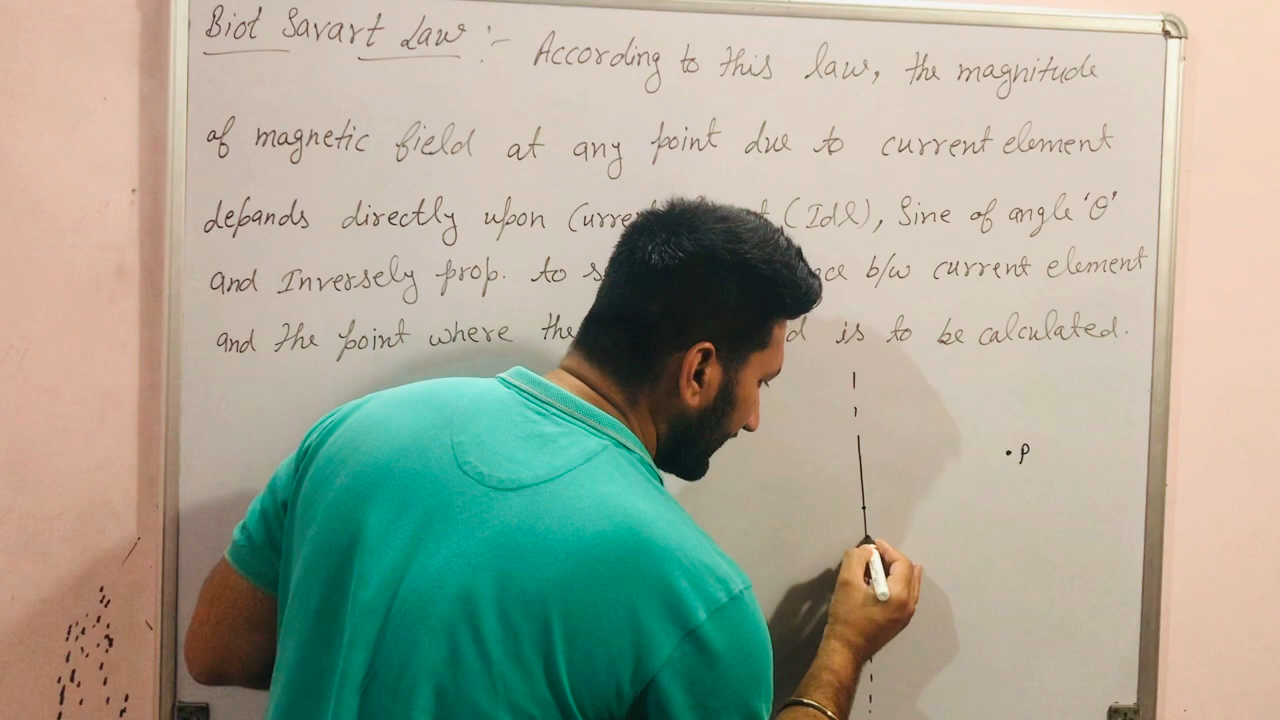 Biot Savart Law :- According to this law, the magnitude
of magnetic field at any point due to current element
depands directly upon (Idl), Sine of angle 'θ'
and Inversely prop. to b/w current element
and the point where the is to be calculated.
.P